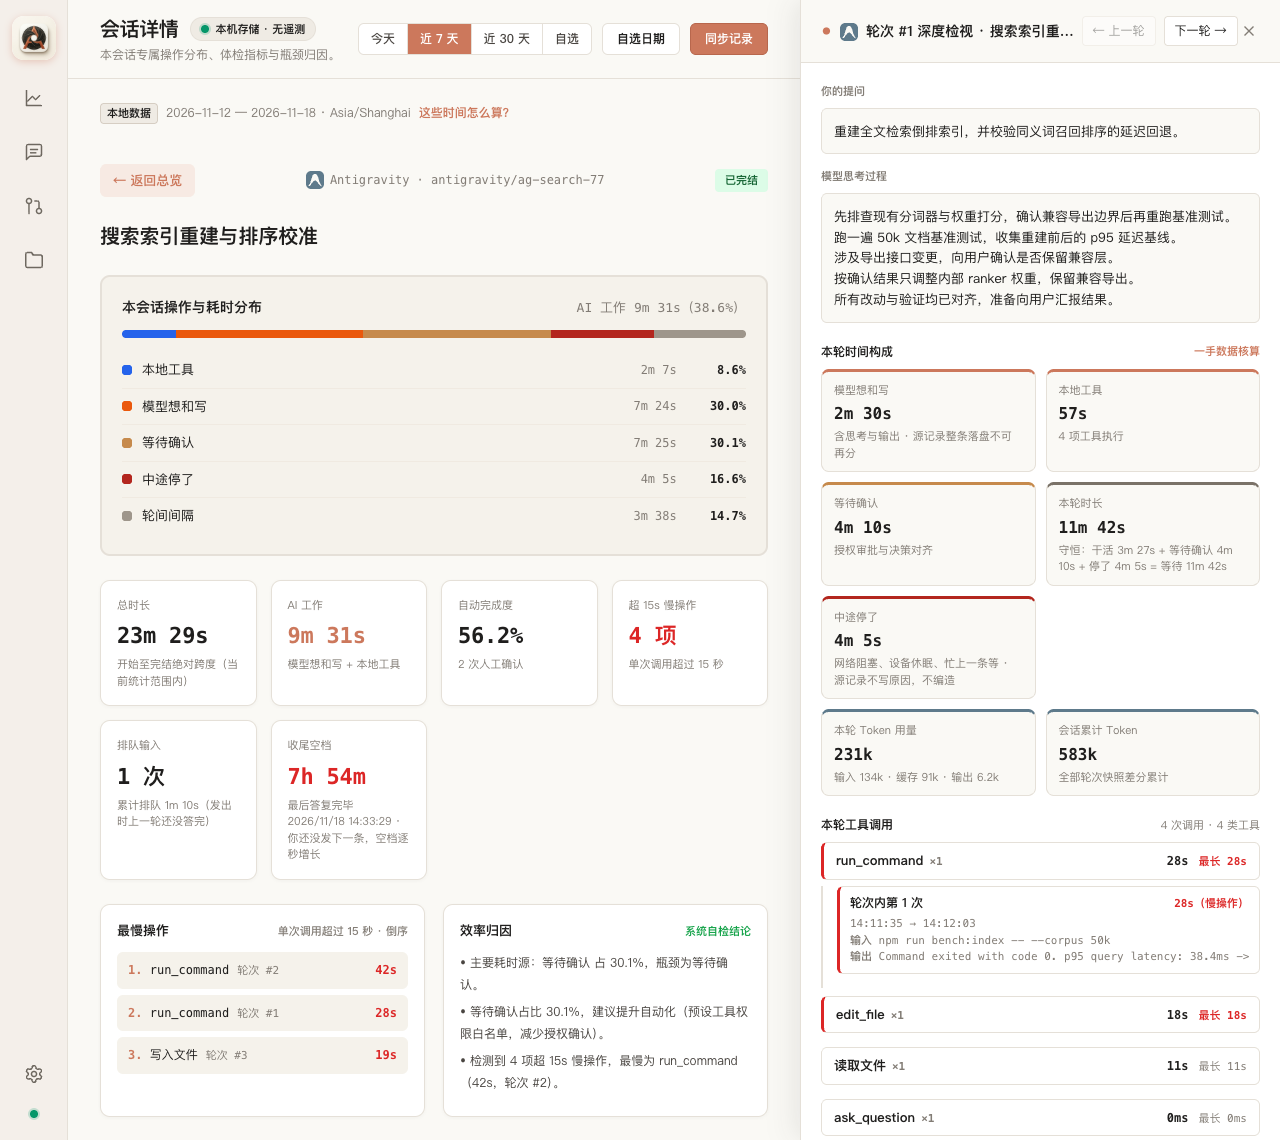 会话详情
本机存储 · 无遥测
本会话专属操作分布、体检指标与瓶颈归因。
今天
近 7 天
近 30 天
自选
自选日期
同步记录
本地数据
2026-11-12 — 2026-11-18 · Asia/Shanghai
这些时间怎么算?
← 返回总览
Antigravity · antigravity/ag-search-77
已完结
搜索索引重建与排序校准
本会话操作与耗时分布
AI 工作 9m 31s (38.6%)
本地工具 2m 7s 8.6%
模型想和写 7m 24s 30.0%
等待确认 7m 25s 30.1%
中途停了 4m 5s 16.6%
轮间间隔 3m 38s 14.7%
总时长
23m 29s
开始至完结绝对跨度（当
前统计范围内）
AI 工作
9m 31s
模型想和写 + 本地工具
自动完成度
56.2%
2 次人工确认
超 15s 慢操作
4 项
单次调用超过 15 秒
排队输入
1 次
累计排队 1m 10s（发出
时上一轮还没答完）
收尾空档
7h 54m
最后答复完毕
2026/11/18 14:33:29 ·
你还没发下一条，空档逐
秒增长
最慢操作
单次调用超过 15 秒 · 倒序
1. run_command 轮次 #2 42s
2. run_command 轮次 #1 28s
3. 写入文件 轮次 #3 19s
效率归因
系统自检结论
• 主要耗时源：等待确认 占 30.1%，瓶颈为等待确
认。
• 等待确认占比 30.1%，建议提升自动化（预设工具权
限白名单，减少授权确认）。
• 检测到 4 项超 15s 慢操作，最慢为 run_command
（42s，轮次 #2）。
轮次 #1 深度检视 · 搜索索引重...
← 上一轮
下一轮 →
你的提问
重建全文检索倒排索引，并校验同义词召回排序的延迟回退。
模型思考过程
先排查现有分词器与权重打分，确认兼容导出边界后再重跑基准测试。
跑一遍 50k 文档基准测试，收集重建前后的 p95 延迟基线。
涉及导出接口变更，向用户确认是否保留兼容层。
按确认结果只调整内部 ranker 权重，保留兼容导出。
所有改动与验证均已对齐，准备向用户汇报结果。
本轮时间构成
一手数据核算
模型想和写
2m 30s
含思考与输出 · 源记录整条落盘不可
再分
本地工具
57s
4 项工具执行
等待确认
4m 10s
授权审批与决策对齐
本轮时长
11m 42s
守恒：干活 3m 27s + 等待确认 4m
10s + 停了 4m 5s = 等待 11m 42s
中途停了
4m 5s
网络阻塞、设备休眠、忙上一条等 ·
源记录不写原因，不编造
本轮 Token 用量
231k
输入 134k · 缓存 91k · 输出 6.2k
会话累计 Token
583k
全部轮次快照差分累计
本轮工具调用
4 次调用 · 4 类工具
run_command ×1 28s 最长 28s
轮次内第 1 次
28s (慢操作)
14:11:35 → 14:12:03
输入 npm run bench:index -- --corpus 50k
输出 Command exited with code 0. p95 query latency: 38.4ms ->
edit_file ×1 18s 最长 18s
读取文件 ×1 11s 最长 11s
ask_question ×1 0ms 最长 0ms